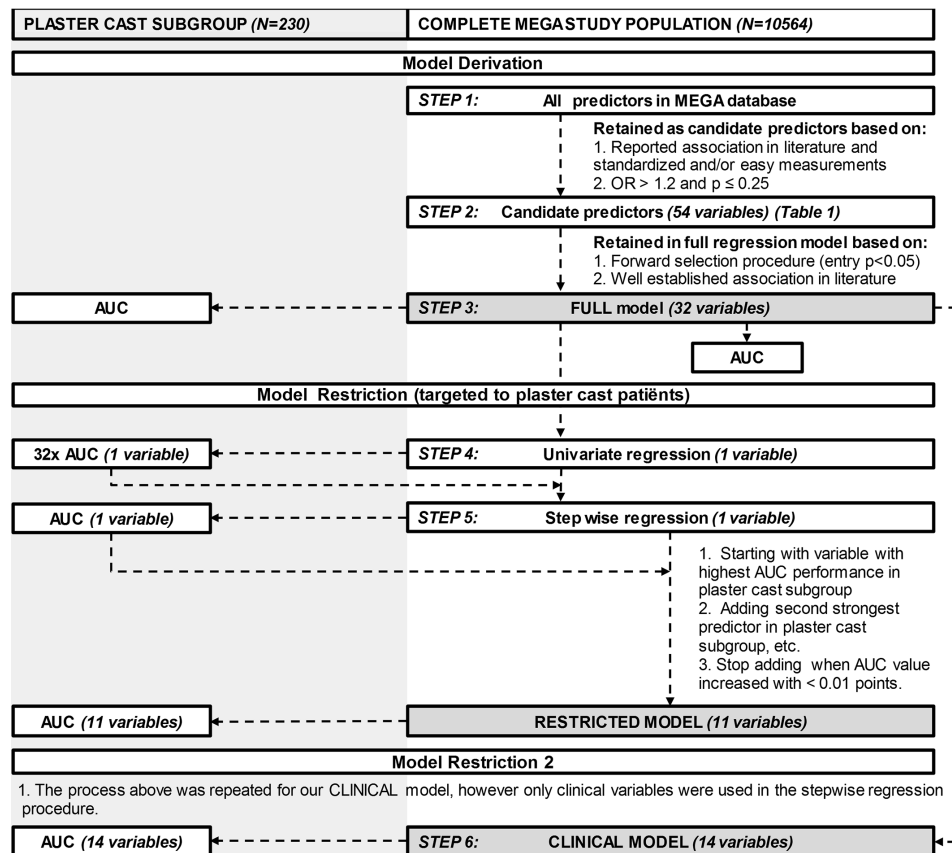 PLASTER CAST SUBGROUP (N=230)
COMPLETE MEGASTUDY POPULATION (N=10564)
Model Derivation
STEP 1: All predictors in MEGA database
Retained as candidate predictors based on:
1. Reported association in literature and
standardized and/or easy measurements
2. OR > 1.2 and p ≤ 0.25
STEP 2: Candidate predictors (54 variables) (Table 1)
Retained in full regression model based on:
1. Forward selection procedure (entry p<0.05)
2. Well established association in literature
AUC
STEP 3: FULL model (32 variables)
AUC
Model Restriction (targeted to plaster cast patiënts)
32x AUC (1 variable)
STEP 4: Univariate regression (1 variable)
AUC (1 variable)
STEP 5: Step wise regression (1 variable)
1. Starting with variable with
highest AUC performance in
plaster cast subgroup
2. Adding second strongest
predictor in plaster cast
subgroup, etc.
3. Stop adding when AUC value
increased with < 0.01 points.
AUC (11 variables)
RESTRICTED MODEL (11 variables)
Model Restriction 2
1. The process above was repeated for our CLINICAL model, however only clinical variables were used in the stepwise regression
procedure.
AUC (14 variables)
STEP 6: CLINICAL MODEL (14 variables)